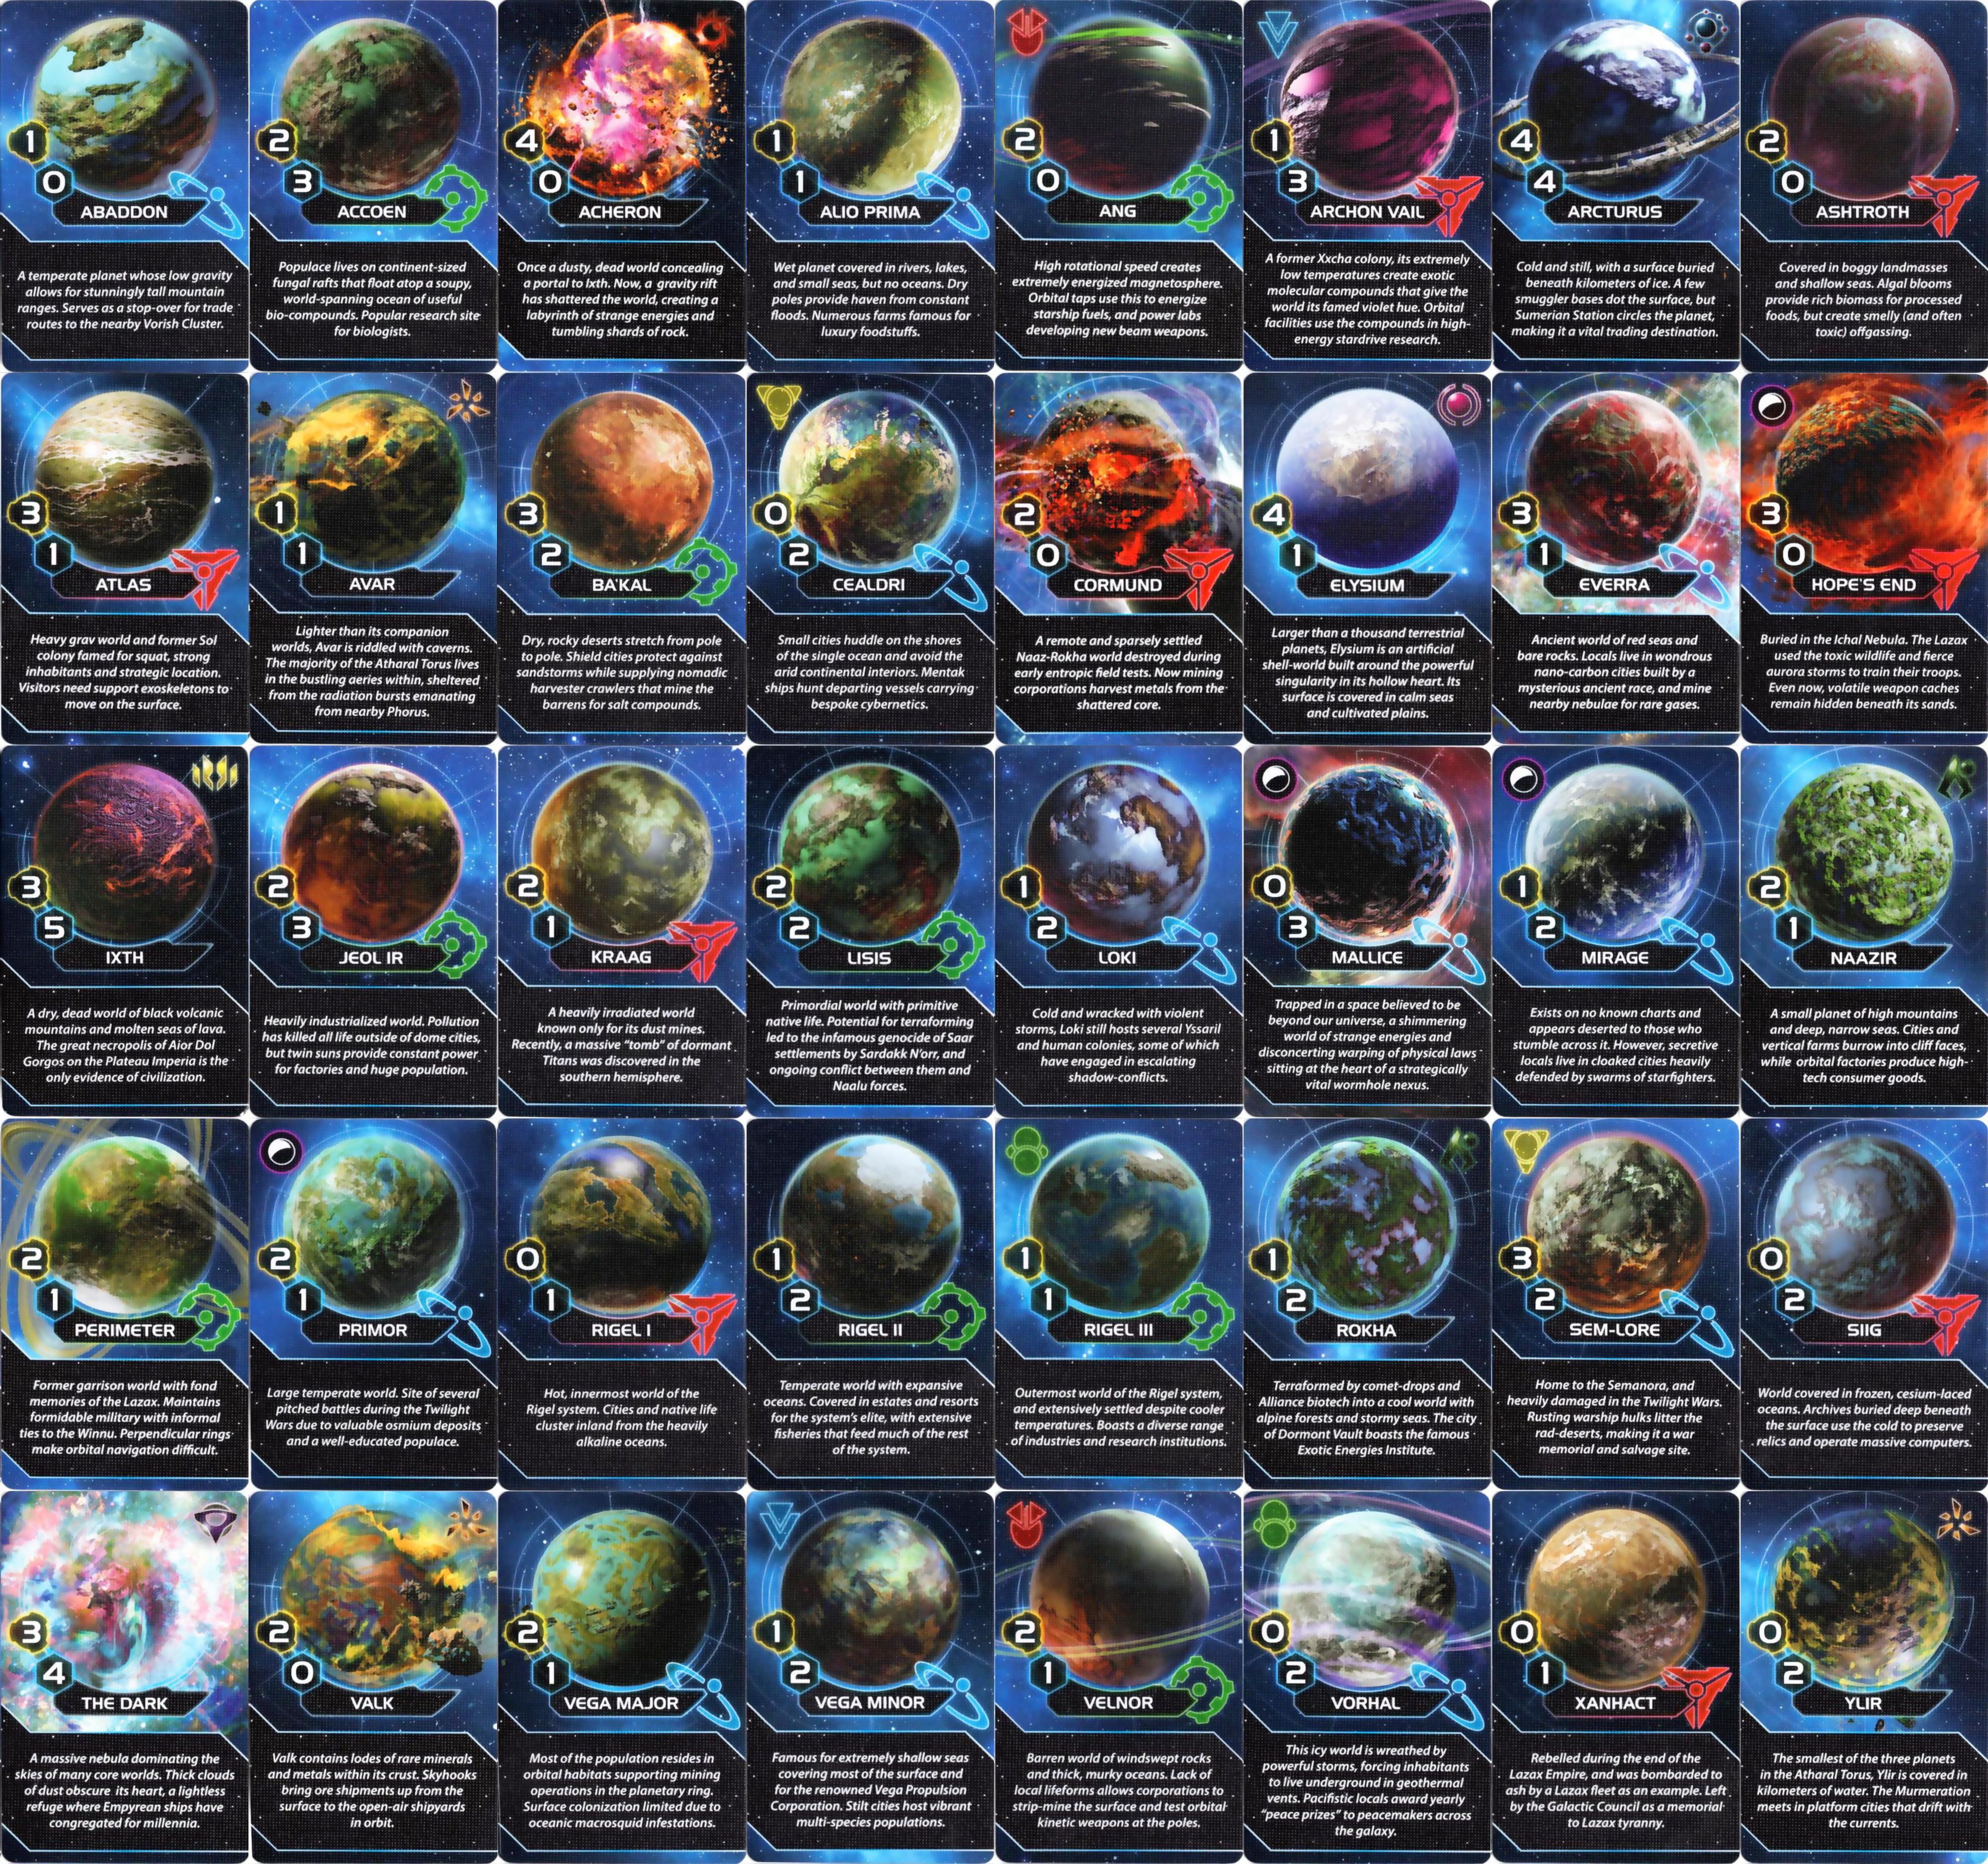 1
0
ABADDON
A temperate planet whose low gravity
allows for stunningly tall mountain
ranges. Serves as a stop-over for trade
routes to the nearby Vorish Cluster.
2
3
ACCOEN
Populace lives on continent-sized
fungal rafts that float atop a soupy,
world-spanning ocean of useful
bio-compounds. Popular research site
for biologists.
4
0
ACHERON
Once a dusty, dead world concealing
a portal to Ixth. Now, a gravity rift
has shattered the world, creating a
labyrinth of strange energies and
tumbling shards of rock.
1
1
ALIO PRIMA
Wet planet covered in rivers, lakes,
and small seas, but no oceans. Dry
poles provide haven from constant
floods. Numerous farms famous for
luxury foodstuffs.
2
0
ANG
High rotational speed creates
extremely energized magnetosphere.
Orbital taps use this to energize
starship fuels, and power labs
developing new beam weapons.
1
3
ARCHON VAIL
A former Xxcha colony, its extremely
low temperatures create exotic
molecular compounds that give the
world its famed violet hue. Orbital
facilities use the compounds in high-
energy stardrive research.
4
4
ARCTURUS
Cold and still, with a surface buried
beneath kilometers of ice. A few
smuggler bases dot the surface, but
Sumerian Station circles the planet,
making it a vital trading destination.
2
0
ASHTROTH
Covered in boggy landmasses
and shallow seas. Algal blooms
provide rich biomass for processed
foods, but create smelly (and often
toxic) offgassing.
3
1
ATLAS
Heavy grav world and former Sol
colony famed for squat, strong
inhabitants and strategic location.
Visitors need support exoskeletons to
move on the surface.
1
1
AVAR
Lighter than its companion
worlds, Avar is riddled with caverns.
The majority of the Atharal Torus lives
in the bustling aeries within, sheltered
from the radiation bursts emanating
from nearby Phorus.
3
2
BA'KAL
Dry, rocky deserts stretch from pole
to pole. Shield cities protect against
sandstorms while supplying nomadic
harvester crawlers that mine the
barrens for salt compounds.
0
2
CEALDRI
Small cities huddle on the shores
of the single ocean and avoid the
arid continental interiors. Mentak
ships hunt departing vessels carrying
bespoke cybernetics.
2
0
CORMUND
A remote and sparsely settled
Naaz-Rokha world destroyed during
early entropic field tests. Now mining
corporations harvest metals from the
shattered core.
4
1
ELYSIUM
Larger than a thousand terrestrial
planets, Elysium is an artificial
shell-world built around the powerful
singularity in its hollow heart. Its
surface is covered in calm seas
and cultivated plains.
3
1
EVERRA
Ancient world of red seas and
bare rocks. Locals live in wondrous
nano-carbon cities built by a
mysterious ancient race, and mine
nearby nebulae for rare gases.
3
0
HOPE'S END
Buried in the Ichal Nebula. The Lazax
used the toxic wildlife and fierce
aurora storms to train their troops.
Even now, volatile weapon caches
remain hidden beneath its sands.
3
5
IXTH
A dry, dead world of black volcanic
mountains and molten seas of lava.
The great necropolis of Aior Dol
Gorgos on the Plateau Imperia is the
only evidence of civilization.
2
3
JEOL IR
Heavily industrialized world. Pollution
has killed all life outside of dome cities,
but twin suns provide constant power
for factories and huge population.
2
1
KRAAG
A heavily irradiated world
known only for its dust mines.
Recently, a massive "tomb" of dormant
Titans was discovered in the
southern hemisphere.
2
2
LISIS
Primordial world with primitive
native life. Potential for terraforming
led to the infamous genocide of Saar
settlements by Sardakk N'orr, and
ongoing conflict between them and
Naalu forces.
1
2
LOKI
Cold and wracked with violent
storms, Loki still hosts several Yssaril
and human colonies, some of which
have engaged in escalating
shadow-conflicts.
0
3
MALLICE
Trapped in a space believed to be
beyond our universe, a shimmering
world of strange energies and
disconcerting warping of physical laws
sitting at the heart of a strategically
vital wormhole nexus.
1
2
MIRAGE
Exists on no known charts and
appears deserted to those who
stumble across it. However, secretive
locals live in cloaked cities heavily
defended by swarms of starfighters.
2
1
NAAZIR
A small planet of high mountains
and deep, narrow seas. Cities and
vertical farms burrow into cliff faces,
while orbital factories produce high-
tech consumer goods.
2
1
PERIMETER
Former garrison world with fond
memories of the Lazax. Maintains
formidable military with informal
ties to the Winnu. Perpendicular rings
make orbital navigation difficult.
2
1
PRIMOR
Large temperate world. Site of several
pitched battles during the Twilight
Wars due to valuable osmium deposits
and a well-educated populace.
0
1
RIGEL I
Hot, innermost world of the
Rigel system. Cities and native life
cluster inland from the heavily
alkaline oceans.
1
2
RIGEL II
Temperate world with expansive
oceans. Covered in estates and resorts
for the system's elite, with extensive
fisheries that feed much of the rest
of the system.
1
1
RIGEL III
Outermost world of the Rigel system,
and extensively settled despite cooler
temperatures. Boasts a diverse range
of industries and research institutions.
1
2
ROKHA
Terraformed by comet-drops and
Alliance biotech into a cool world with
alpine forests and stormy seas. The city
of Dormont Vault boasts the famous
Exotic Energies Institute.
3
2
SEM-LORE
Home to the Semanora, and
heavily damaged in the Twilight Wars.
Rusting warship hulks litter the
rad-deserts, making it a war
memorial and salvage site.
0
2
SIIG
World covered in frozen, cesium-laced
oceans. Archives buried deep beneath
the surface use the cold to preserve
relics and operate massive computers.
3
4
THE DARK
A massive nebula dominating the
skies of many core worlds. Thick clouds
of dust obscure its heart, a lightless
refuge where Empyrean ships have
congregated for millennia.
2
0
VALK
Valk contains lodes of rare minerals
and metals within its crust. Skyhooks
bring ore shipments up from the
surface to the open-air shipyards
in orbit.
2
1
VEGA MAJOR
Most of the population resides in
orbital habitats supporting mining
operations in the planetary ring.
Surface colonization limited due to
oceanic macrosquid infestations.
1
2
VEGA MINOR
Famous for extremely shallow seas
covering most of the surface and
for the renowned Vega Propulsion
Corporation. Stilt cities host vibrant
multi-species populations.
2
1
VELNOR
Barren world of windswept rocks
and thick, murky oceans. Lack of
local lifeforms allows corporations to
strip-mine the surface and test orbital
kinetic weapons at the poles.
0
2
VORHAL
This icy world is wreathed by
powerful storms, forcing inhabitants
to live underground in geothermal
vents. Pacifistic locals award yearly
"peace prizes" to peacemakers across
the galaxy.
0
1
XANHACT
Rebelled during the end of the
Lazax Empire, and was bombarded to
ash by a Lazax fleet as an example. Left
by the Galactic Council as a memorial
to Lazax tyranny.
0
2
YLIR
The smallest of the three planets
in the Atharal Torus, Ylir is covered in
kilometers of water. The Murmeration
meets in platform cities that drift with
the currents.